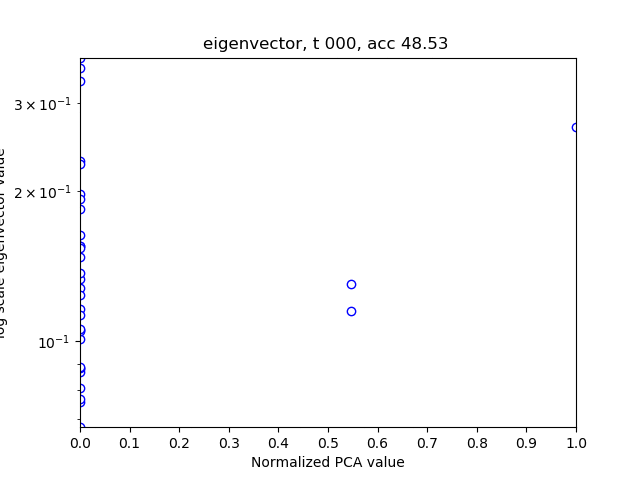 eigenvector, t 000, acc 48.53
3 × 10⁻¹
2 × 10⁻¹
10⁻¹
log scale eigenvector value
0.0 0.1 0.2 0.3 0.4 0.5 0.6 0.7 0.8 0.9 1.0
Normalized PCA value